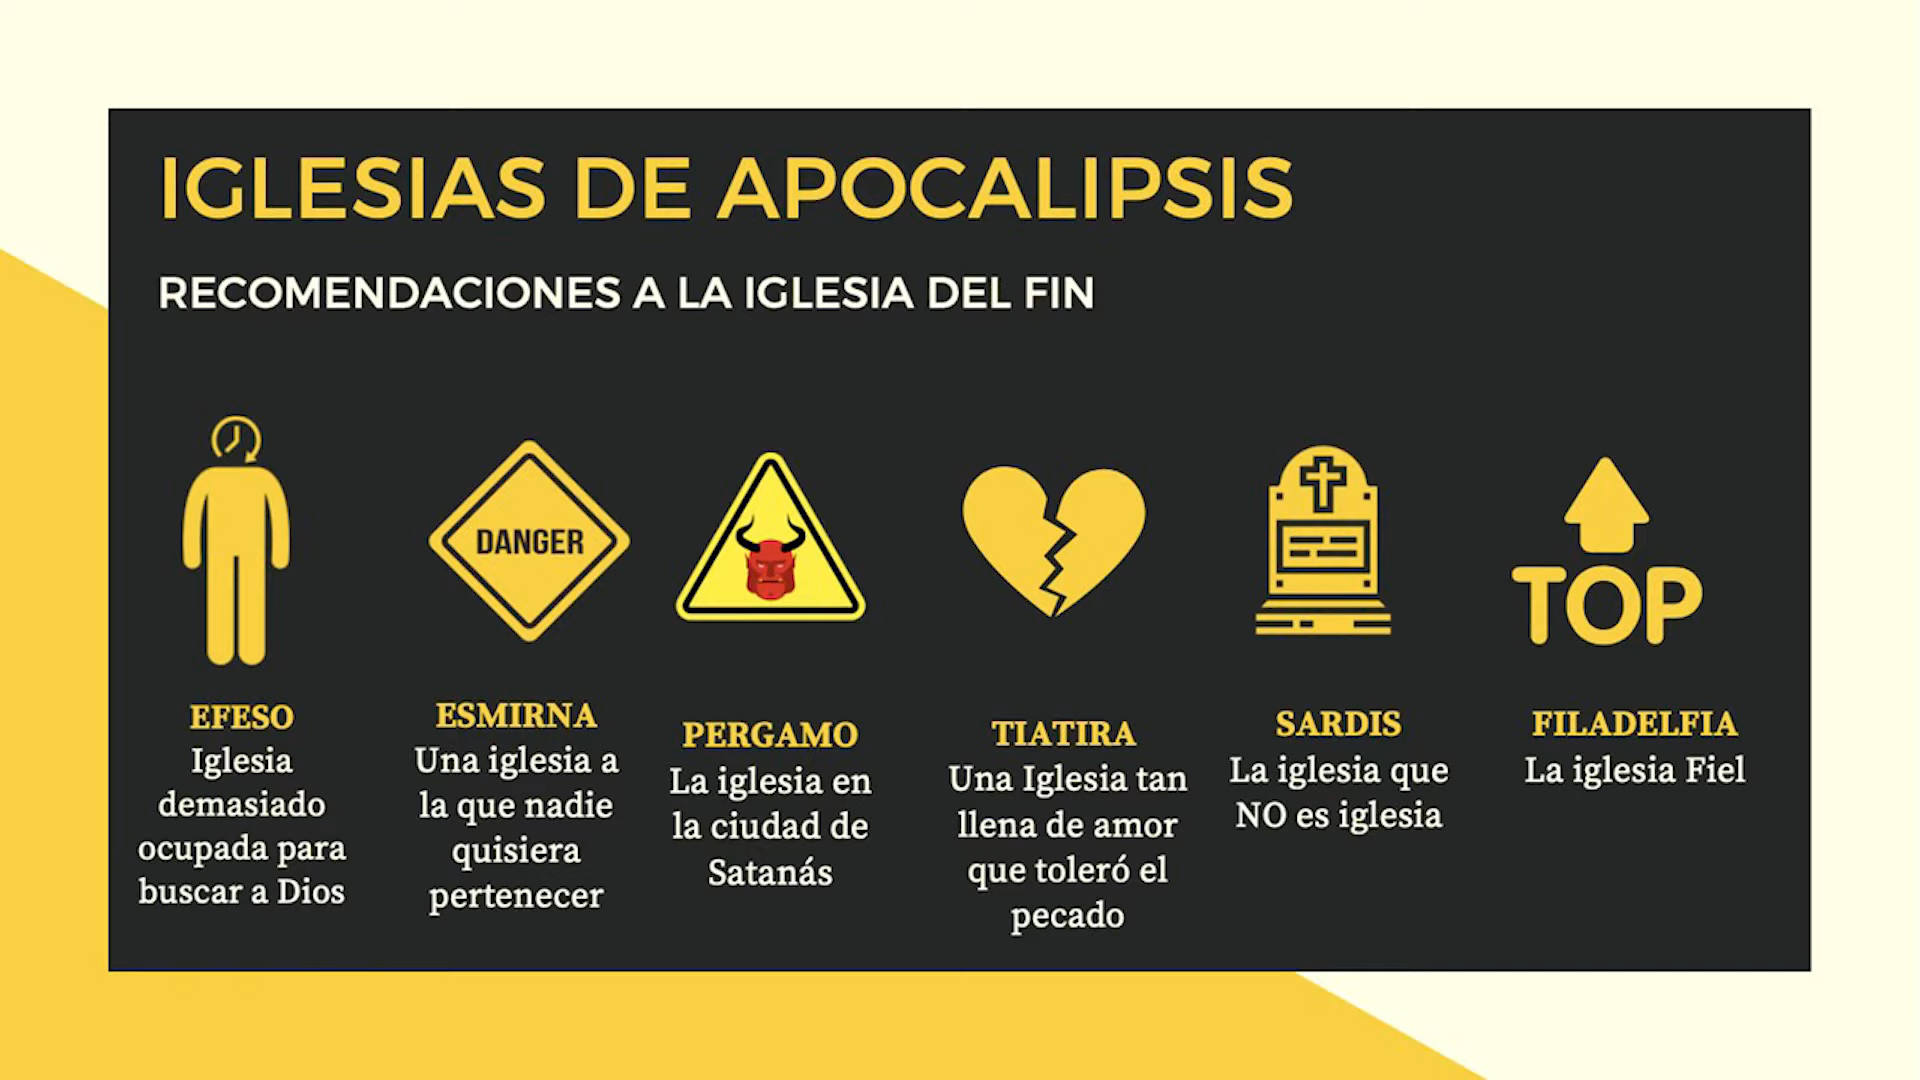 IGLESIAS DE APOCALIPSIS
RECOMENDACIONES A LA IGLESIA DEL FIN
DANGER
TOP
EFESO
Iglesia
demasiado
ocupada para
buscar a Dios
ESMIRNA
Una iglesia a
la que nadie
quisiera
pertenecer
PERGAMO
La iglesia en
la ciudad de
Satanás
TIATIRA
Una Iglesia tan
llena de amor
que toleró el
pecado
SARDIS
La iglesia que
NO es iglesia
FILADELFIA
La iglesia Fiel